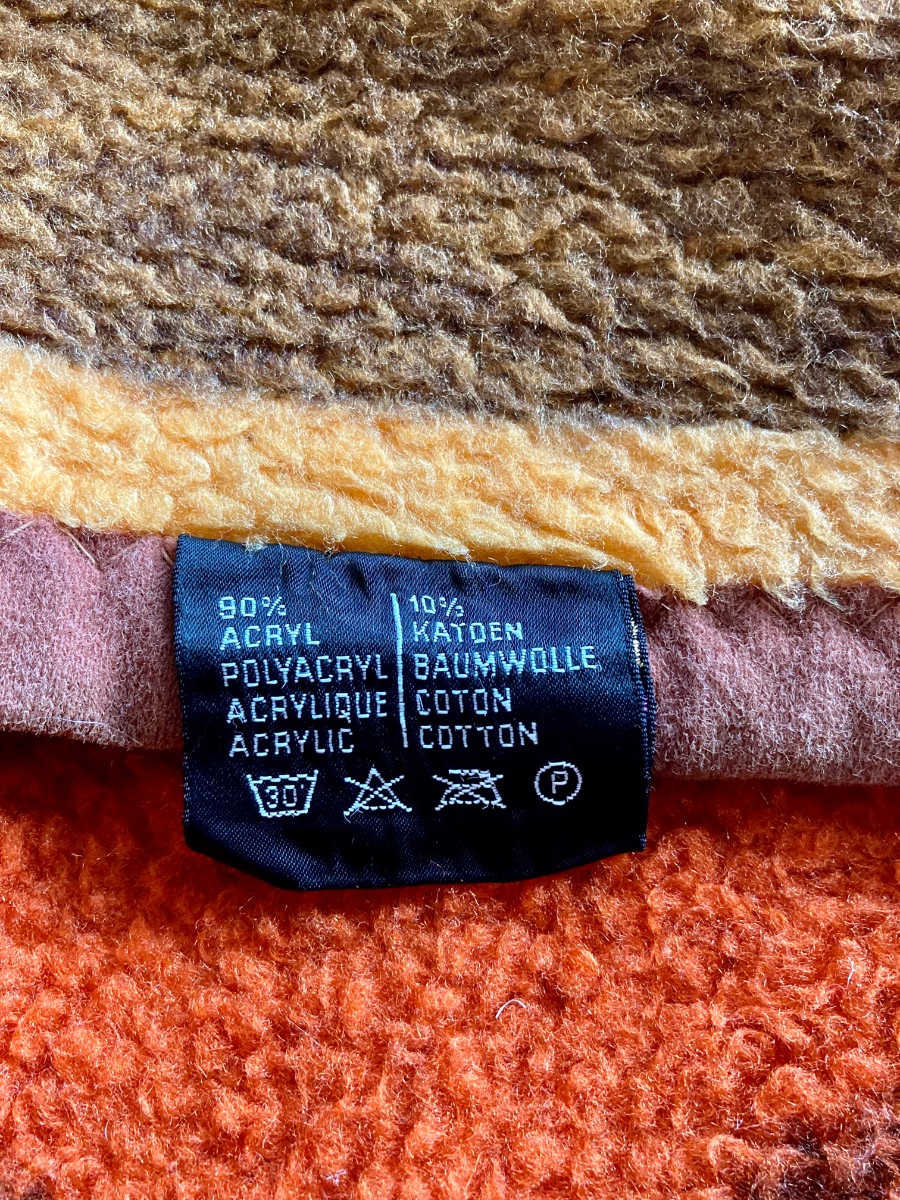 90%
ACRYL
POLYACRYL
ACRYLIQUE
ACRYLIC
10%
KATOEN
BAUMWOLLE
COTON
COTTON
30°
P